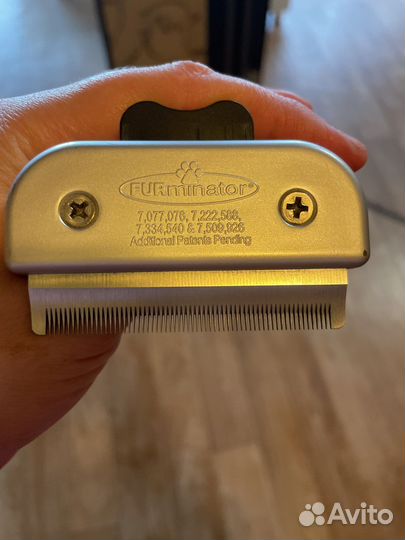 FURminator®
7,077,076, 7,222,588,
7,334,540 & 7,509,926
Additional Patents Pending
Avito